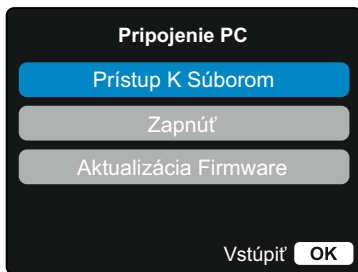 Pripojenie PC
Prístup K Súborom
Zapnúť
Aktualizácia Firmware
Vstúpiť OK